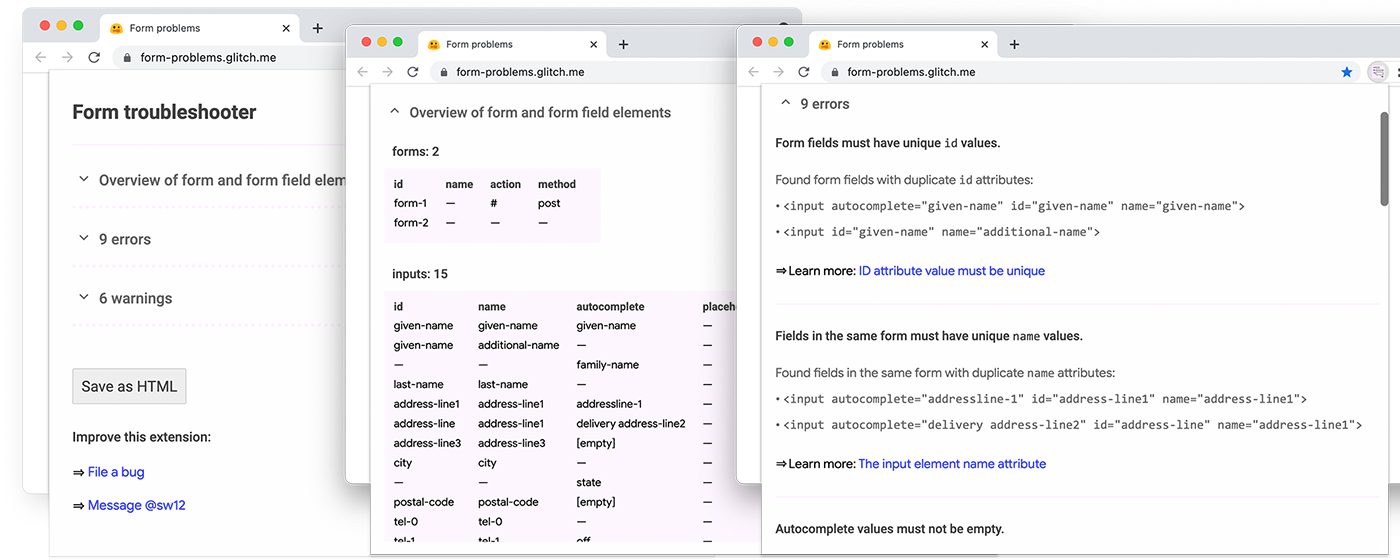 Form problems
form-problems.glitch.me
Form troubleshooter
Overview of form and form field elem
9 errors
6 warnings
Save as HTML
Improve this extension:
⇒ File a bug
⇒ Message @sw12
Form problems
form-problems.glitch.me
Overview of form and form field elements
forms: 2
id name action method
form-1 — # post
form-2 — — —
inputs: 15
id name autocomplete placeh
given-name given-name given-name —
given-name additional-name — —
— — family-name —
last-name last-name — —
address-line1 address-line1 addressline-1 —
address-line address-line1 delivery address-line2 —
address-line3 address-line3 [empty] —
city city — —
— — state —
postal-code postal-code [empty] —
tel-0 tel-0 — —
tel-1 tel-1 off —
Form problems
form-problems.glitch.me
9 errors
Form fields must have unique id values.
Found form fields with duplicate id attributes:
• <input autocomplete="given-name" id="given-name" name="given-name">
• <input id="given-name" name="additional-name">
⇒ Learn more: ID attribute value must be unique
Fields in the same form must have unique name values.
Found fields in the same form with duplicate name attributes:
• <input autocomplete="addressline-1" id="address-line1" name="address-line1">
• <input autocomplete="delivery address-line2" id="address-line" name="address-line1">
⇒ Learn more: The input element name attribute
Autocomplete values must not be empty.